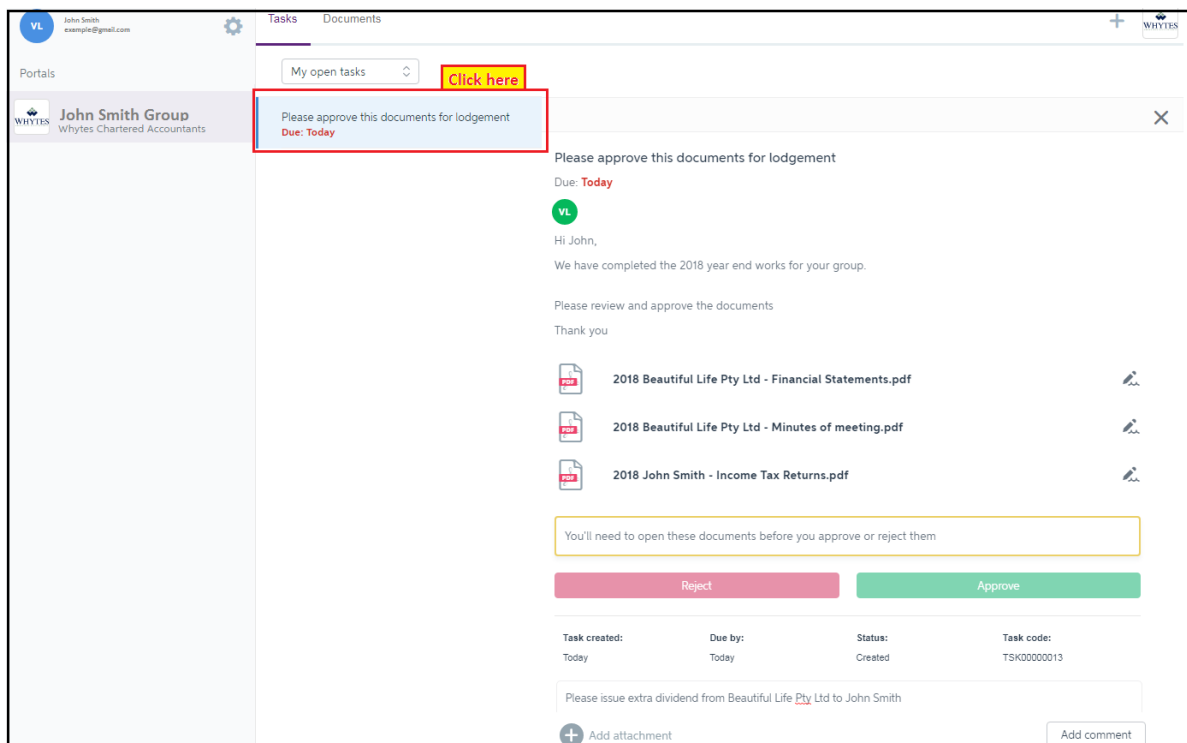 VL
John Smith
example@gmail.com
Tasks
Documents
WHYTES
Portals
My open tasks
Click here
WHYTES
John Smith Group
Whytes Chartered Accountants
Please approve this documents for lodgement
Due: Today
Please approve this documents for lodgement
Due: Today
VL
Hi John,
We have completed the 2018 year end works for your group.
Please review and approve the documents
Thank you
PDF
2018 Beautiful Life Pty Ltd - Financial Statements.pdf
PDF
2018 Beautiful Life Pty Ltd - Minutes of meeting.pdf
PDF
2018 John Smith - Income Tax Returns.pdf
You'll need to open these documents before you approve or reject them
Reject
Approve
Task created:
Due by:
Status:
Task code:
Today
Today
Created
TSK00000013
Please issue extra dividend from Beautiful Life Pty Ltd to John Smith
Add attachment
Add comment